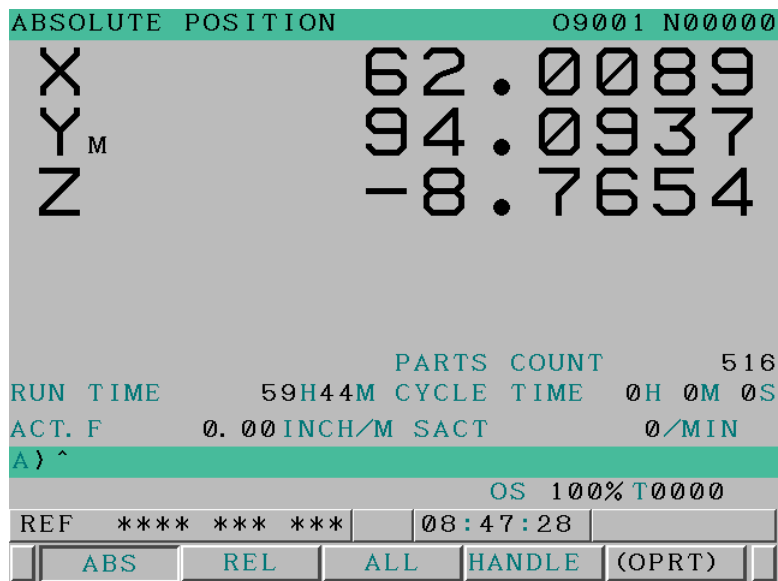 ABSOLUTE POSITION O9001 N00000
X 62.0089
Y M 94.0937
Z -8.7654
PARTS COUNT 516
RUN TIME 59H44M CYCLE TIME 0H 0M 0S
ACT. F 0.00INCH/M SACT 0/MIN
A) ^
OS 100% T0000
REF **** *** *** 08:47:28
ABS REL ALL HANDLE (OPRT)